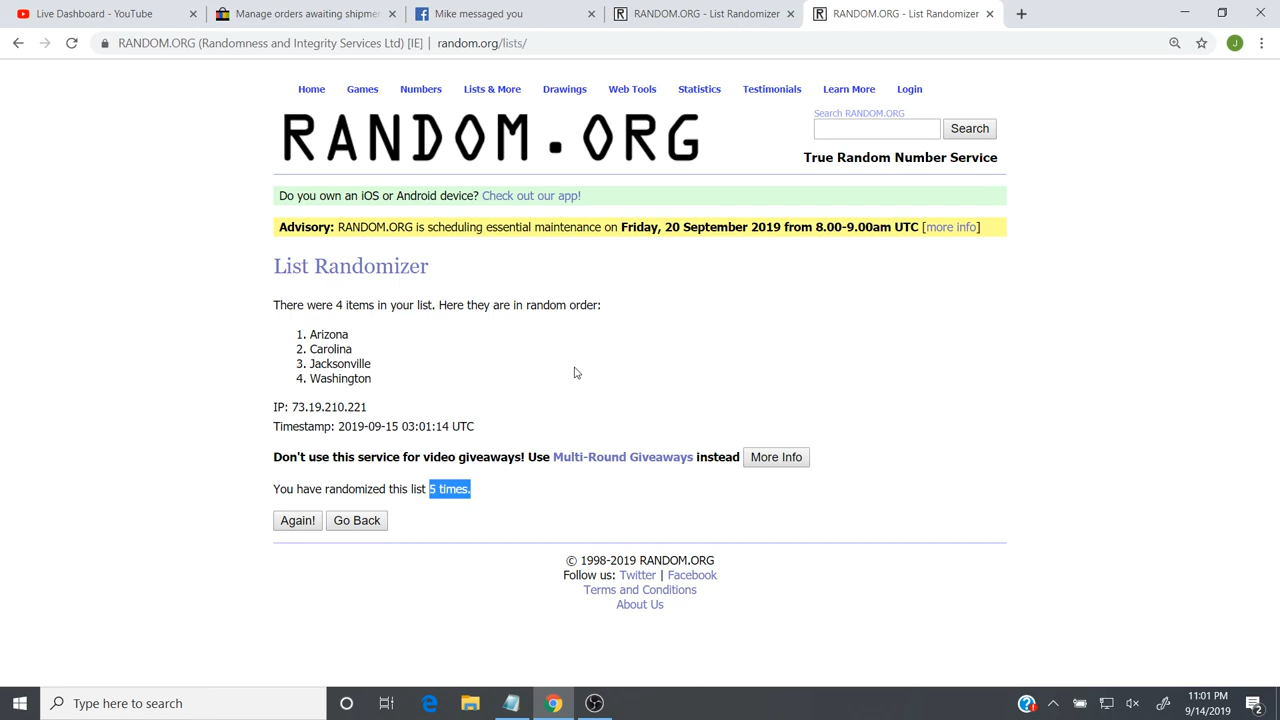 Live Dashboard - YouTube
Manage orders awaiting shipme
Mike messaged you
RANDOM.ORG - List Randomizer
RANDOM.ORG - List Randomizer
RANDOM.ORG (Randomness and Integrity Services Ltd) [IE] | random.org/lists/
J
Home Games Numbers Lists & More Drawings Web Tools Statistics Testimonials Learn More Login
RANDOM.ORG
Search RANDOM.ORG
Search
True Random Number Service
Do you own an iOS or Android device? Check out our app!
Advisory: RANDOM.ORG is scheduling essential maintenance on Friday, 20 September 2019 from 8.00-9.00am UTC [more info]
List Randomizer
There were 4 items in your list. Here they are in random order:
1. Arizona
2. Carolina
3. Jacksonville
4. Washington
IP: 73.19.210.221
Timestamp: 2019-09-15 03:01:14 UTC
Don't use this service for video giveaways! Use Multi-Round Giveaways instead More Info
You have randomized this list 5 times.
Again! Go Back
© 1998-2019 RANDOM.ORG
Follow us: Twitter | Facebook
Terms and Conditions
About Us
Type here to search
11:01 PM
9/14/2019
2